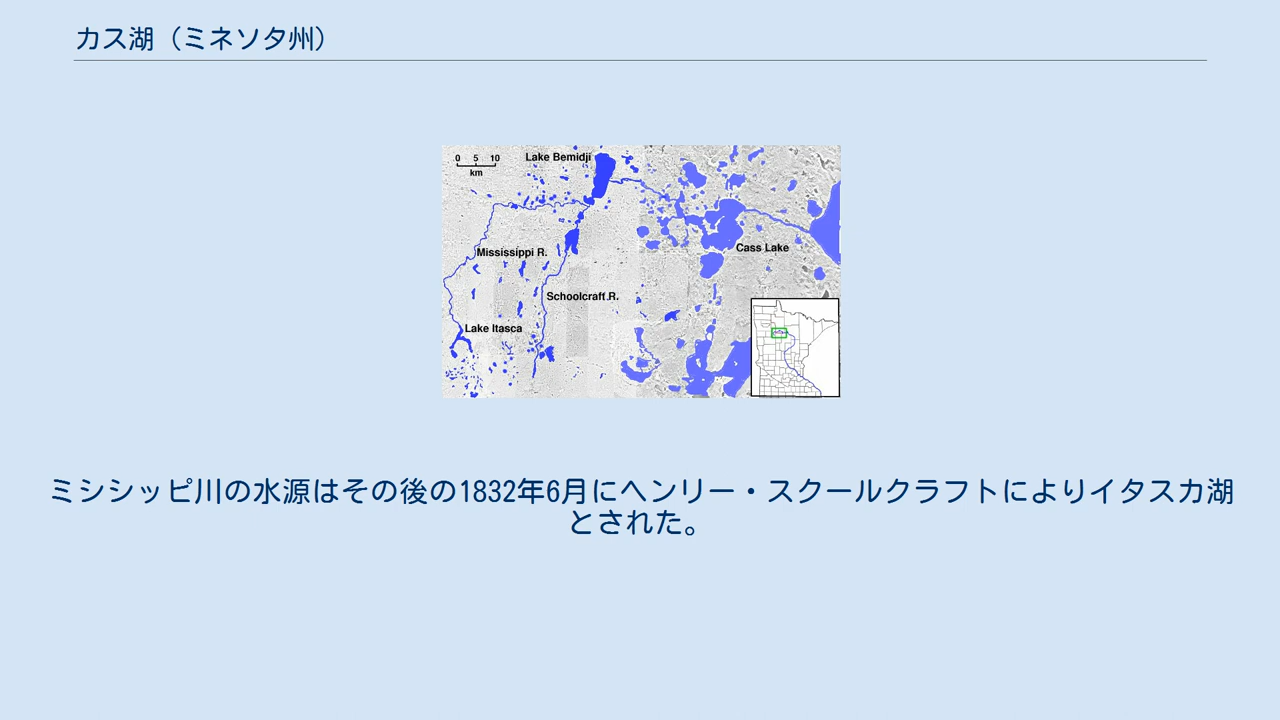 カス湖（ミネソタ州）
0 5 10
km
Lake Bemidji
Mississippi R.
Cass Lake
Schoolcraft R.
Lake Itasca
ミシシッピ川の水源はその後の1832年6月にヘンリー・スクールクラフトによりイタスカ湖
とされた。